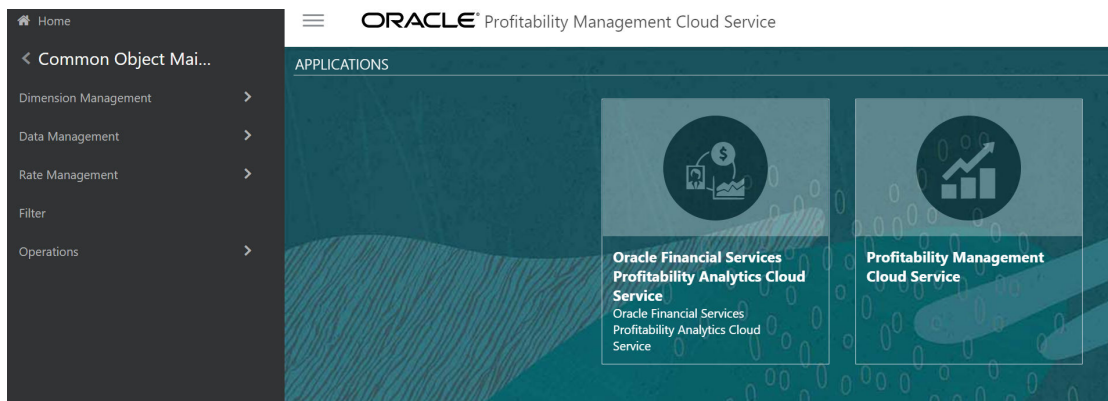 Home
Common Object Mai...
Dimension Management
Data Management
Rate Management
Filter
Operations
ORACLE® Profitability Management Cloud Service
APPLICATIONS
Oracle Financial Services
Profitability Analytics Cloud
Service
Oracle Financial Services
Profitability Analytics Cloud
Service
Profitability Management
Cloud Service